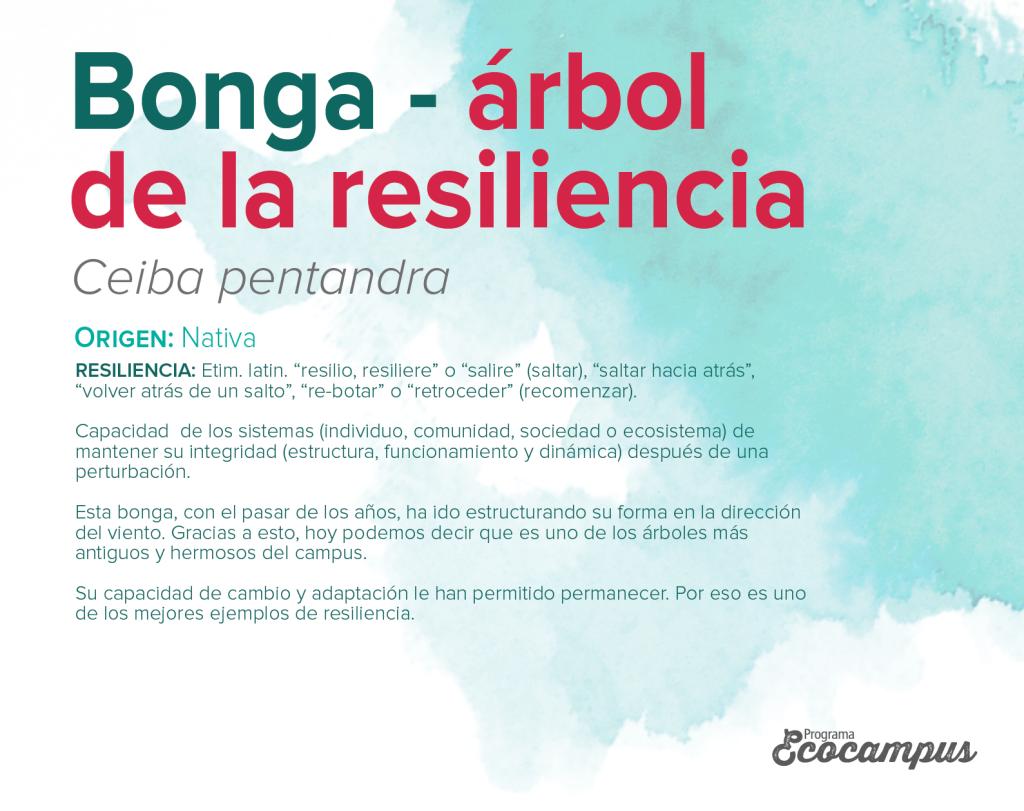 Bonga - árbol
de la resiliencia
Ceiba pentandra
ORIGEN: Nativa
RESILIENCIA: Etim. latin. “resilio, resiliere” o “salire” (saltar), “saltar hacia atrás”,
“volver atrás de un salto”, “re-botar” o “retroceder” (recomenzar).
Capacidad  de los sistemas (individuo, comunidad, sociedad o ecosistema) de
mantener su integridad (estructura, funcionamiento y dinámica) después de una
perturbación.
Esta bonga, con el pasar de los años, ha ido estructurando su forma en la dirección
del viento. Gracias a esto, hoy podemos decir que es uno de los árboles más
antiguos y hermosos del campus.
Su capacidad de cambio y adaptación le han permitido permanecer. Por eso es uno
de los mejores ejemplos de resiliencia.
Programa
Ecocampus